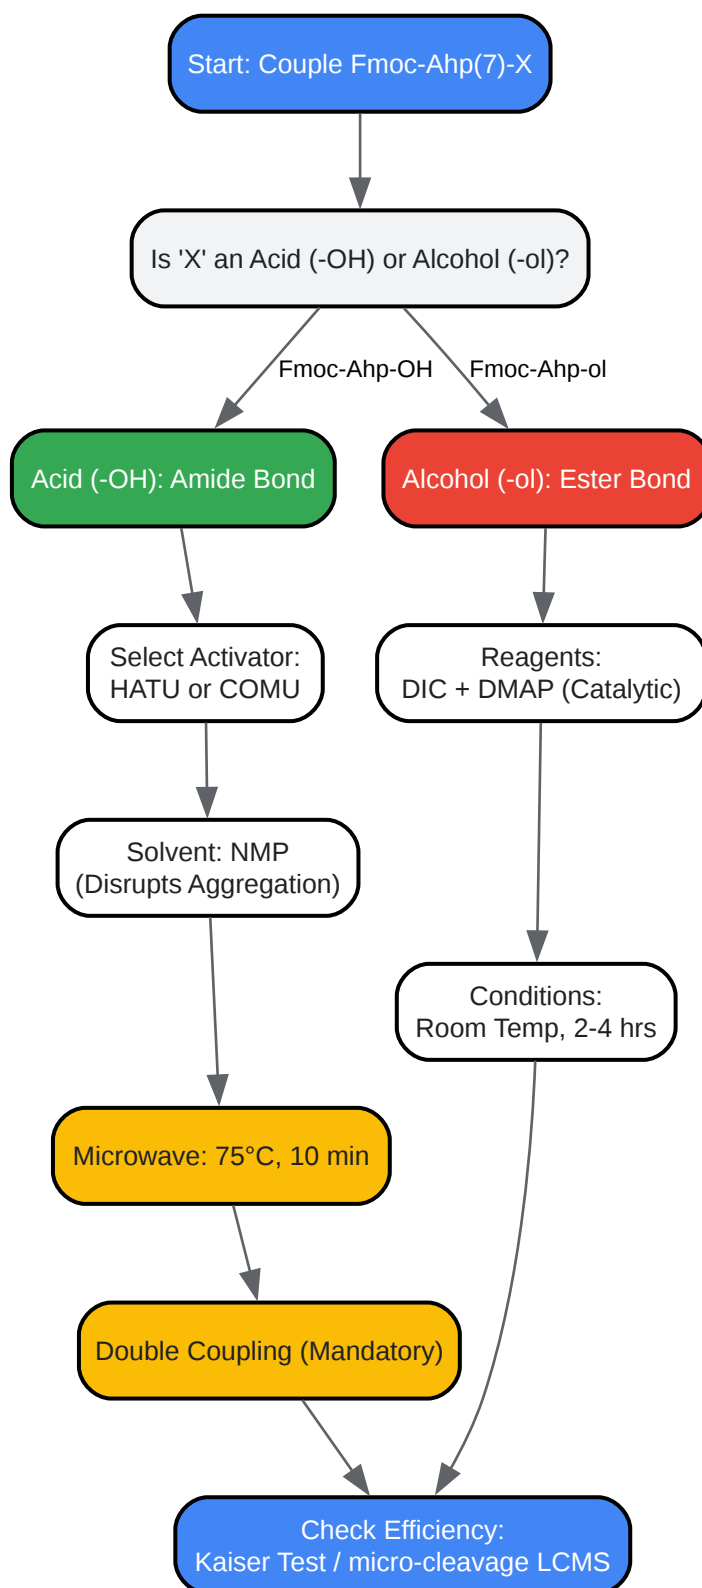 Start: Couple Fmoc-Ahp(7)-X
Is 'X' an Acid (-OH) or Alcohol (-ol)?
Fmoc-Ahp-OH
Fmoc-Ahp-ol
Acid (-OH): Amide Bond
Alcohol (-ol): Ester Bond
Select Activator:
HATU or COMU
Reagents:
DIC + DMAP (Catalytic)
Solvent: NMP
(Disrupts Aggregation)
Conditions:
Room Temp, 2-4 hrs
Microwave: 75°C, 10 min
Double Coupling (Mandatory)
Check Efficiency:
Kaiser Test / micro-cleavage LCMS